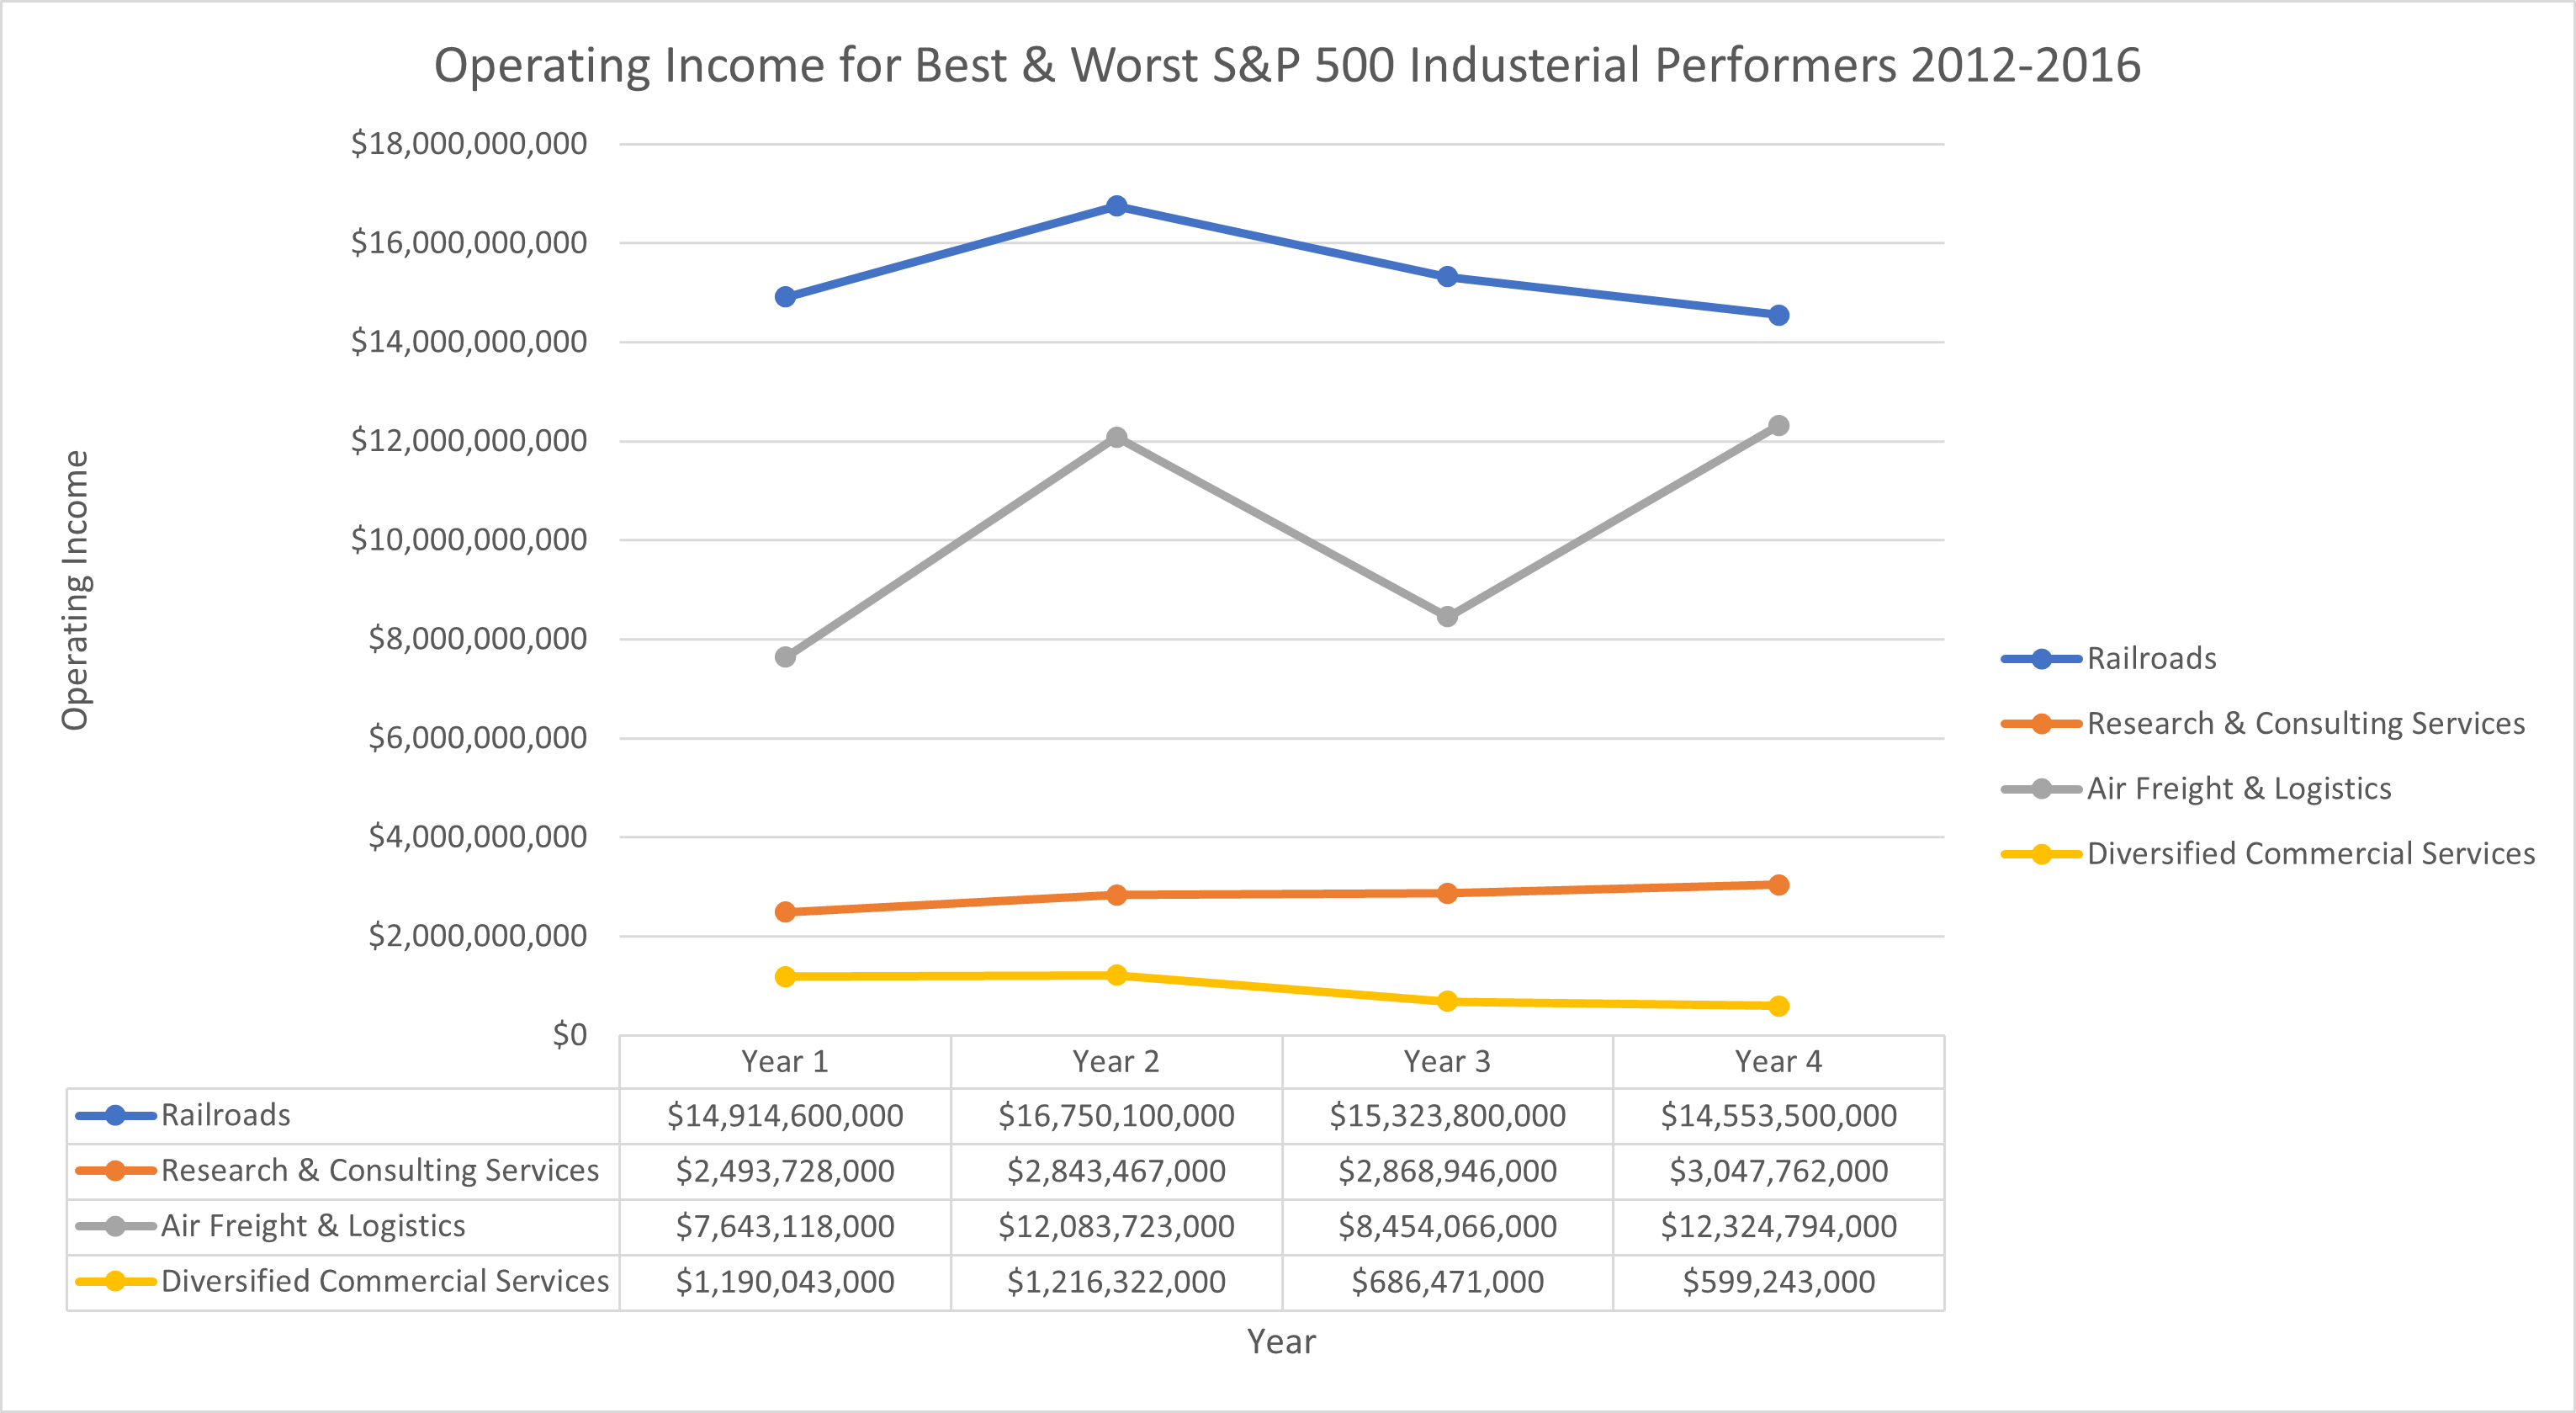 Operating Income for Best & Worst S&P 500 Industerial Performers 2012-2016
$18,000,000,000
$16,000,000,000
$14,000,000,000
$12,000,000,000
$10,000,000,000
$8,000,000,000
$6,000,000,000
$4,000,000,000
$2,000,000,000
$0
Operating Income
Railroads
Research & Consulting Services
Air Freight & Logistics
Diversified Commercial Services
Year 1 Year 2 Year 3 Year 4
Railroads $14,914,600,000 $16,750,100,000 $15,323,800,000 $14,553,500,000
Research & Consulting Services $2,493,728,000 $2,843,467,000 $2,868,946,000 $3,047,762,000
Air Freight & Logistics $7,643,118,000 $12,083,723,000 $8,454,066,000 $12,324,794,000
Diversified Commercial Services $1,190,043,000 $1,216,322,000 $686,471,000 $599,243,000
Year